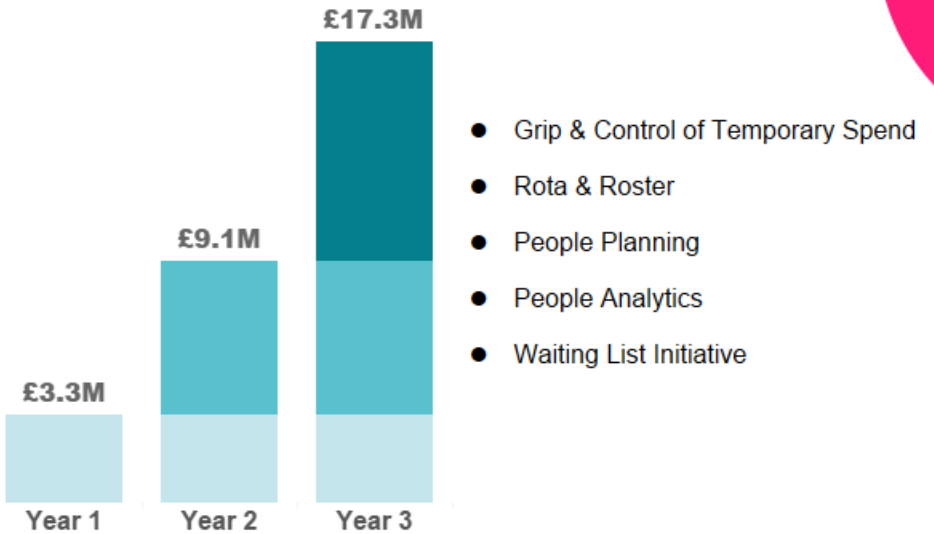 £17.3M
£9.1M
£3.3M
Year 1
Year 2
Year 3
● Grip & Control of Temporary Spend
● Rota & Roster
● People Planning
● People Analytics
● Waiting List Initiative